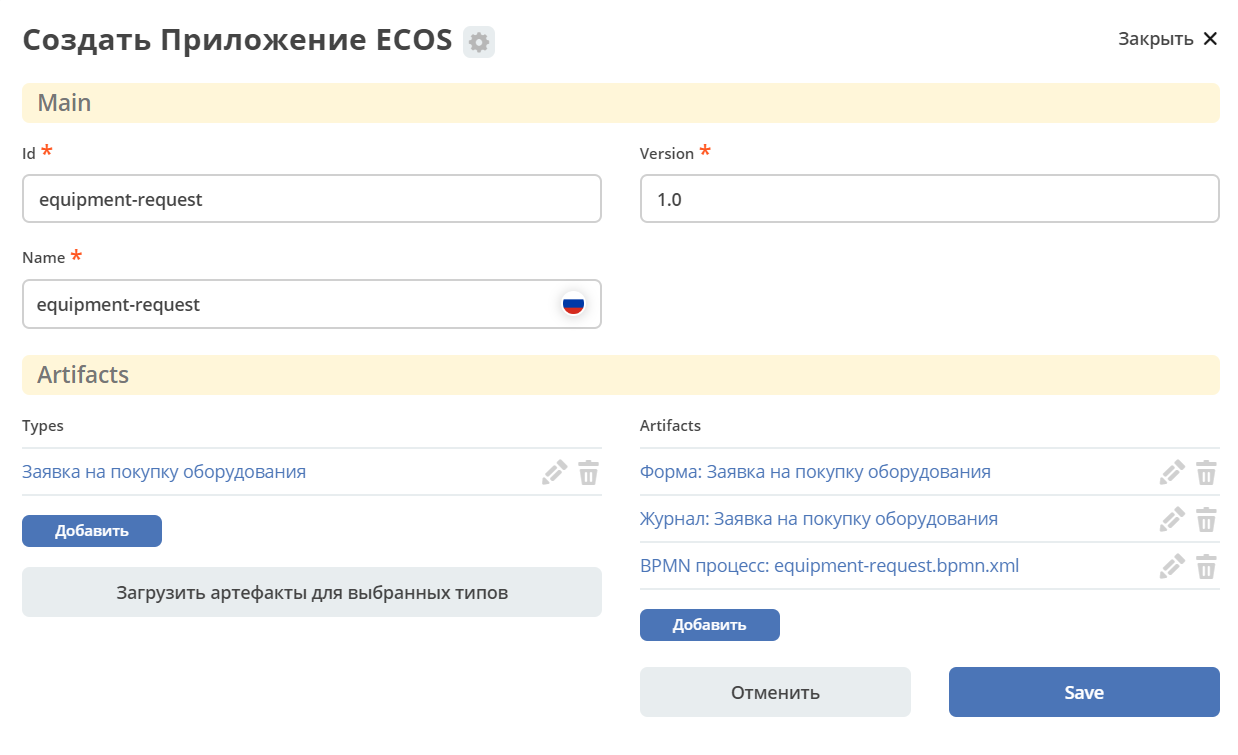 Создать Приложение ECOS
Закрыть
Main
Id *
Version *
equipment-request
1.0
Name *
equipment-request
Artifacts
Types
Artifacts
Заявка на покупку оборудования
Форма: Заявка на покупку оборудования
Журнал: Заявка на покупку оборудования
Добавить
BPMN процесс: equipment-request.bpmn.xml
Загрузить артефакты для выбранных типов
Добавить
Отменить
Save